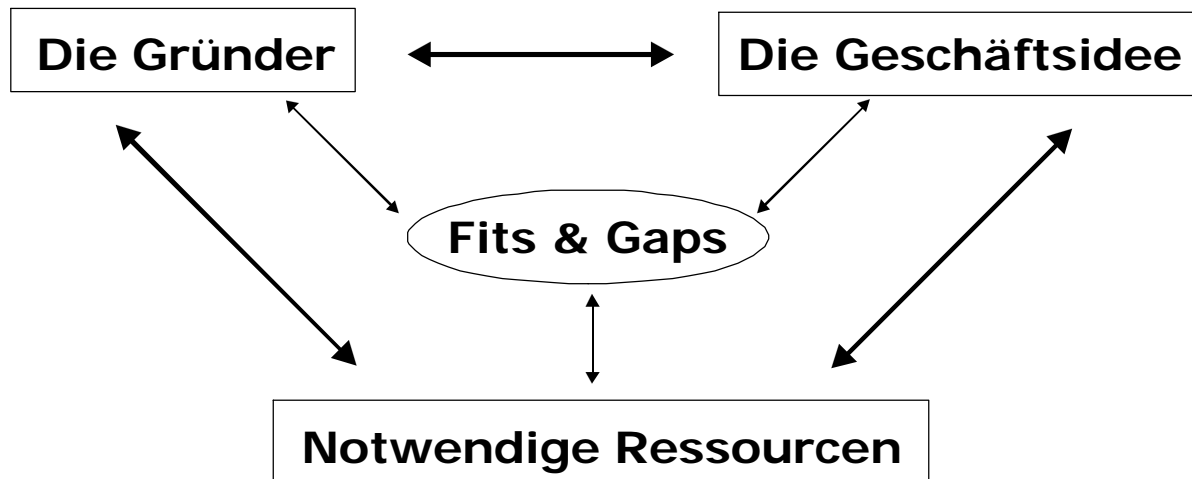 Die Gründer
Die Geschäftsidee
Fits & Gaps
Notwendige Ressourcen